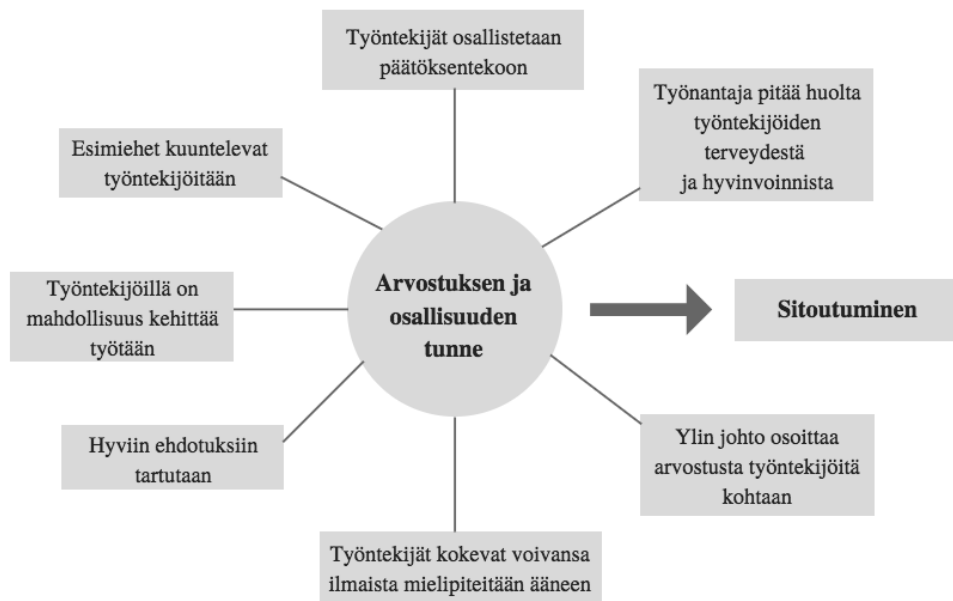 Työntekijät osallistetaan
päätöksentekoon
Työnantaja pitää huolta
työntekijöiden
terveydestä
ja hyvinvoinnista
Esimiehet kuuntelevat
työntekijöitään
Arvostuksen ja
osallisuuden
tunne
Sitoutuminen
Työntekijöillä on
mahdollisuus kehittää
työtään
Hyviin ehdotuksiin
tartutaan
Ylin johto osoittaa
arvostusta työntekijöitä
kohtaan
Työntekijät kokevat voivansa
ilmaista mielipiteitään ääneen